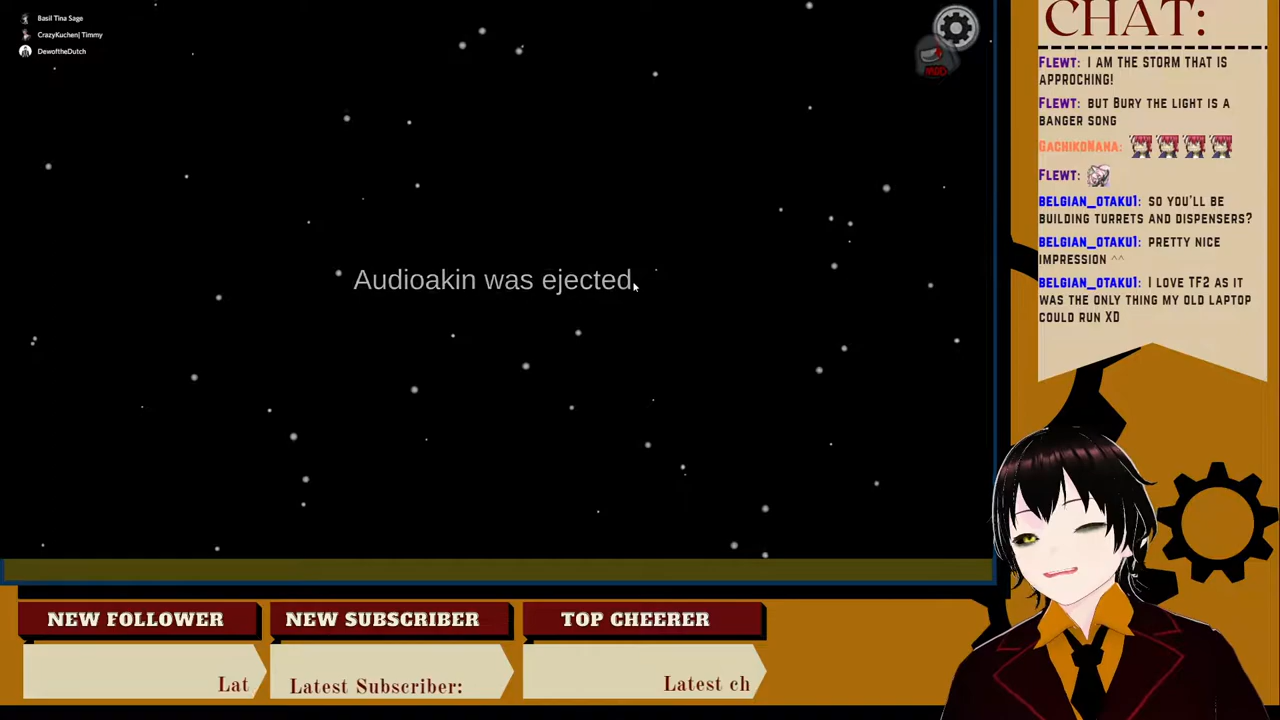 Basil Tina Sage
CrazyKuchen| Timmy
DewoftheDutch
MOD
Audioakin was ejected.
CHAT:
FLEWT: I AM THE STORM THAT IS
APPROCHING!
FLEWT: BUT BURY THE LIGHT IS A
BANGER SONG
GACHIKONANA:
FLEWT:
BELGIAN_OTAKU1: SO YOU'LL BE
BUILDING TURRETS AND DISPENSERS?
BELGIAN_OTAKU1: PRETTY NICE
IMPRESSION ^^
BELGIAN_OTAKU1: I LOVE TF2 AS IT
WAS THE ONLY THING MY OLD LAPTOP
COULD RUN XD
NEW FOLLOWER
NEW SUBSCRIBER
TOP CHEERER
Lat
Latest Subscriber:
Latest ch